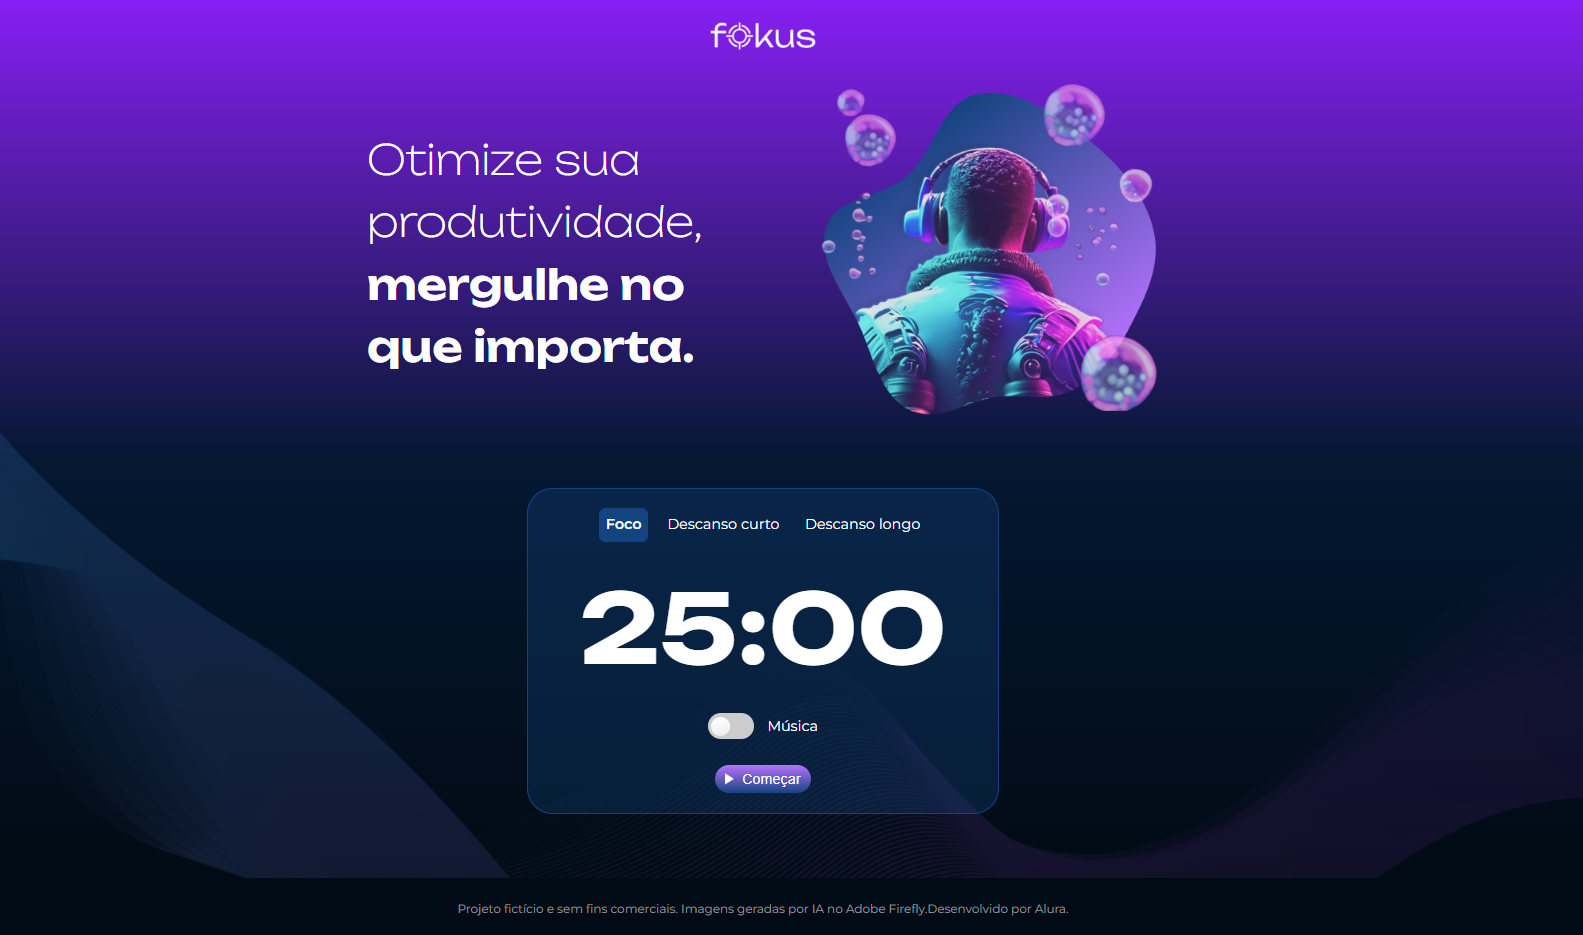 fokus
Otimize sua
produtividade,
mergulhe no
que importa.
Foco Descanso curto Descanso longo
25:00
Música
Começar
Projeto fictício e sem fins comerciais. Imagens geradas por IA no Adobe Firefly.Desenvolvido por Alura.